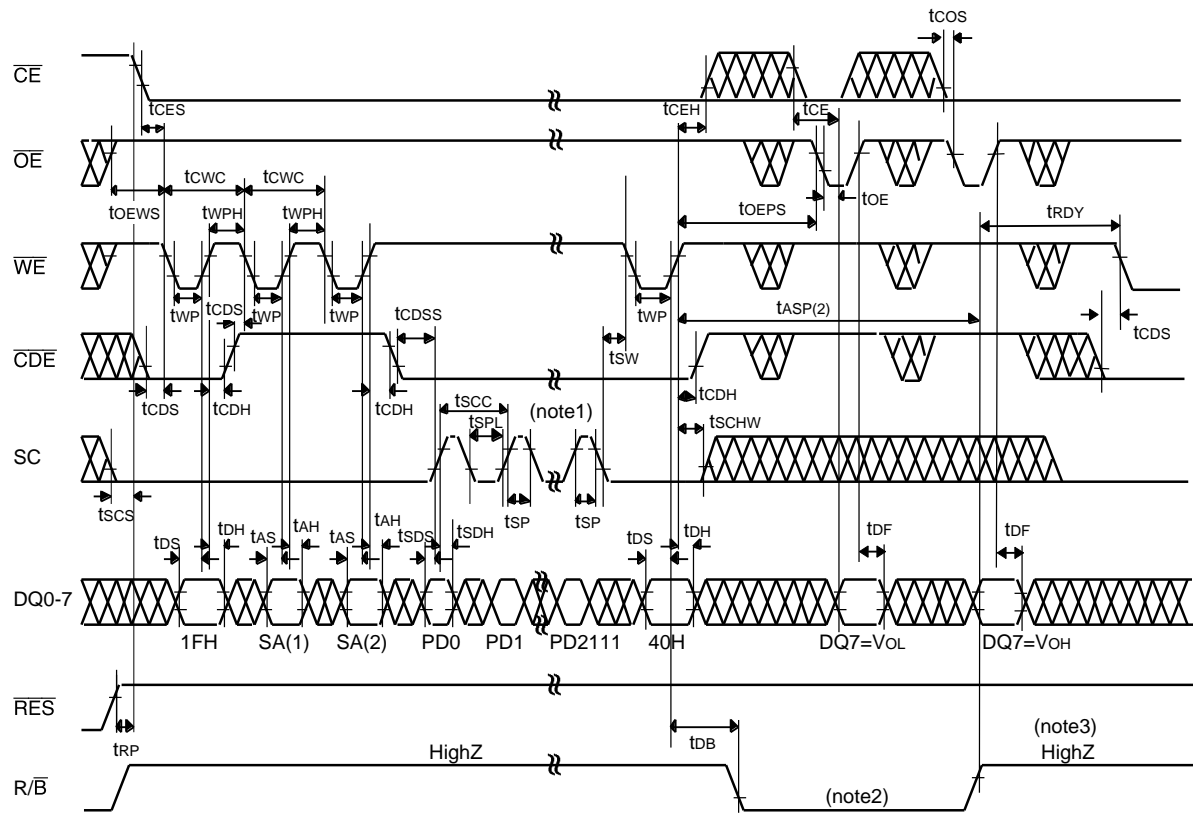 tCOS
CE
tCES
tCEH
tCE
OE
tCWC
tCWC
tOEWS
tWPH
tWPH
tOEPS
tOE
tRDY
WE
tWP
tCDS
tWP
tWP
tCDSS
tWP
tASP(2)
tSW
tCDS
CDE
tCDS
tCDH
tCDH
tSCC
(note1)
tCDH
tSPL
tSCHW
SC
tSCS
tSP
tSP
tDS
tDH
tAS
tAH
tAS
tAH
tSDS
tSDH
tDS
tDH
tDF
tDF
DQ0-7
1FH
SA(1)
SA(2)
PD0
PD1
PD2111
40H
DQ7=VOL
DQ7=VOH
RES
tRP
tDB
(note3)
HighZ
HighZ
R/B
(note2)